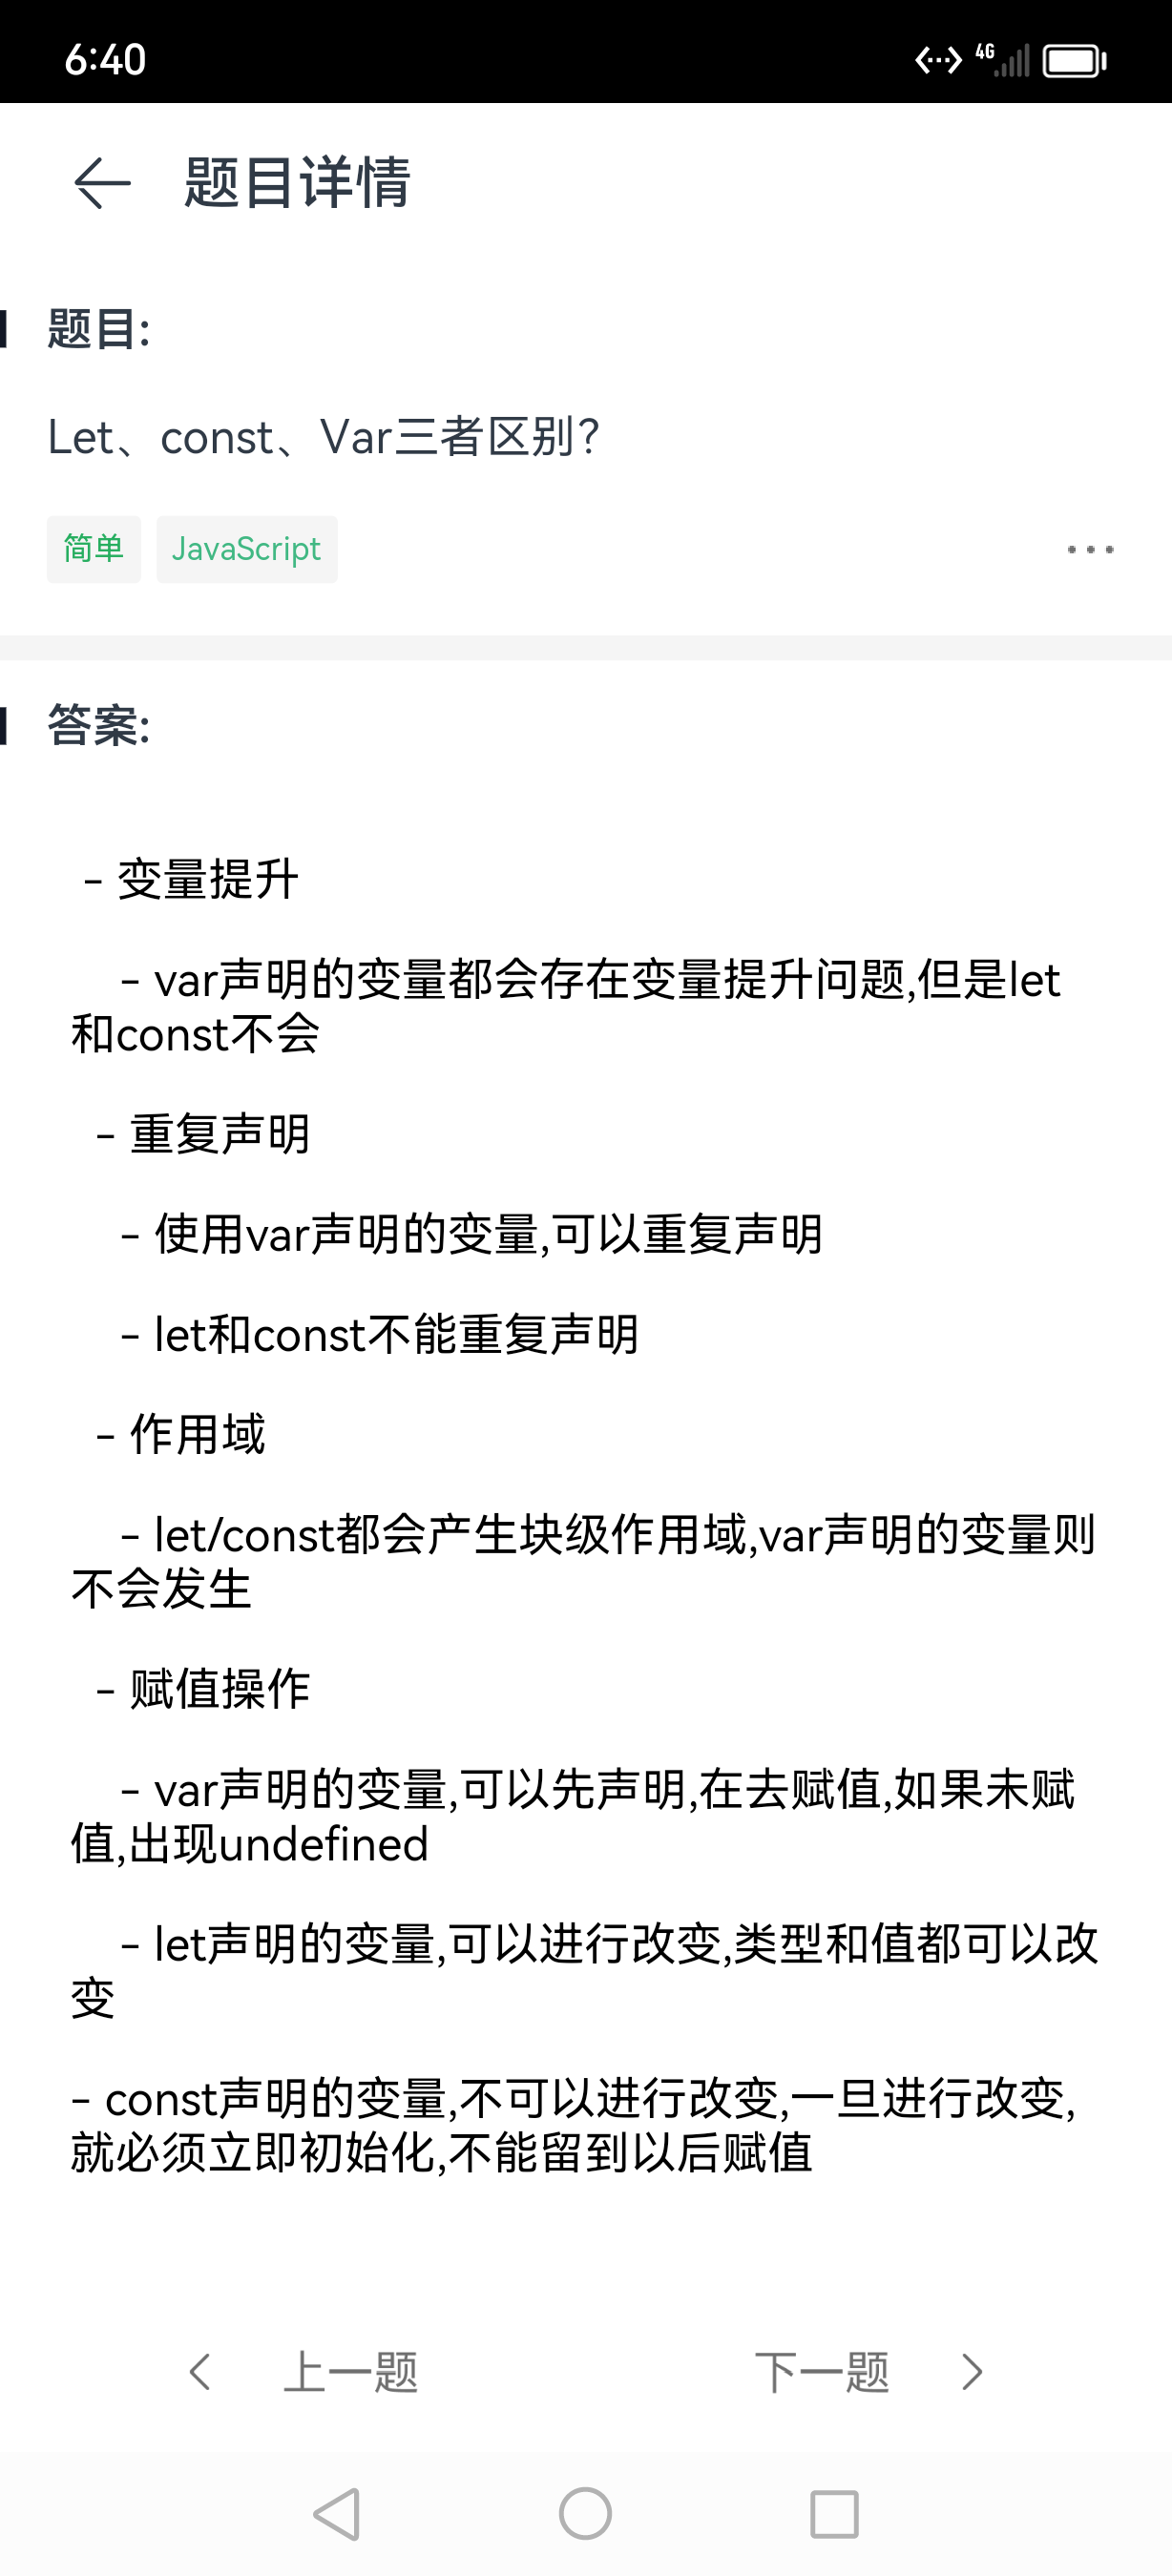 6:40
4G
题目详情
题目:
Let、const、Var三者区别?
简单 JavaScript
答案:
- 变量提升
- var声明的变量都会存在变量提升问题,但是let
和const不会
- 重复声明
- 使用var声明的变量,可以重复声明
- let和const不能重复声明
- 作用域
- let/const都会产生块级作用域,var声明的变量则
不会发生
- 赋值操作
- var声明的变量,可以先声明,在去赋值,如果未赋
值,出现undefined
- let声明的变量,可以进行改变,类型和值都可以改
变
- const声明的变量,不可以进行改变,一旦进行改变,
就必须立即初始化,不能留到以后赋值
上一题 下一题